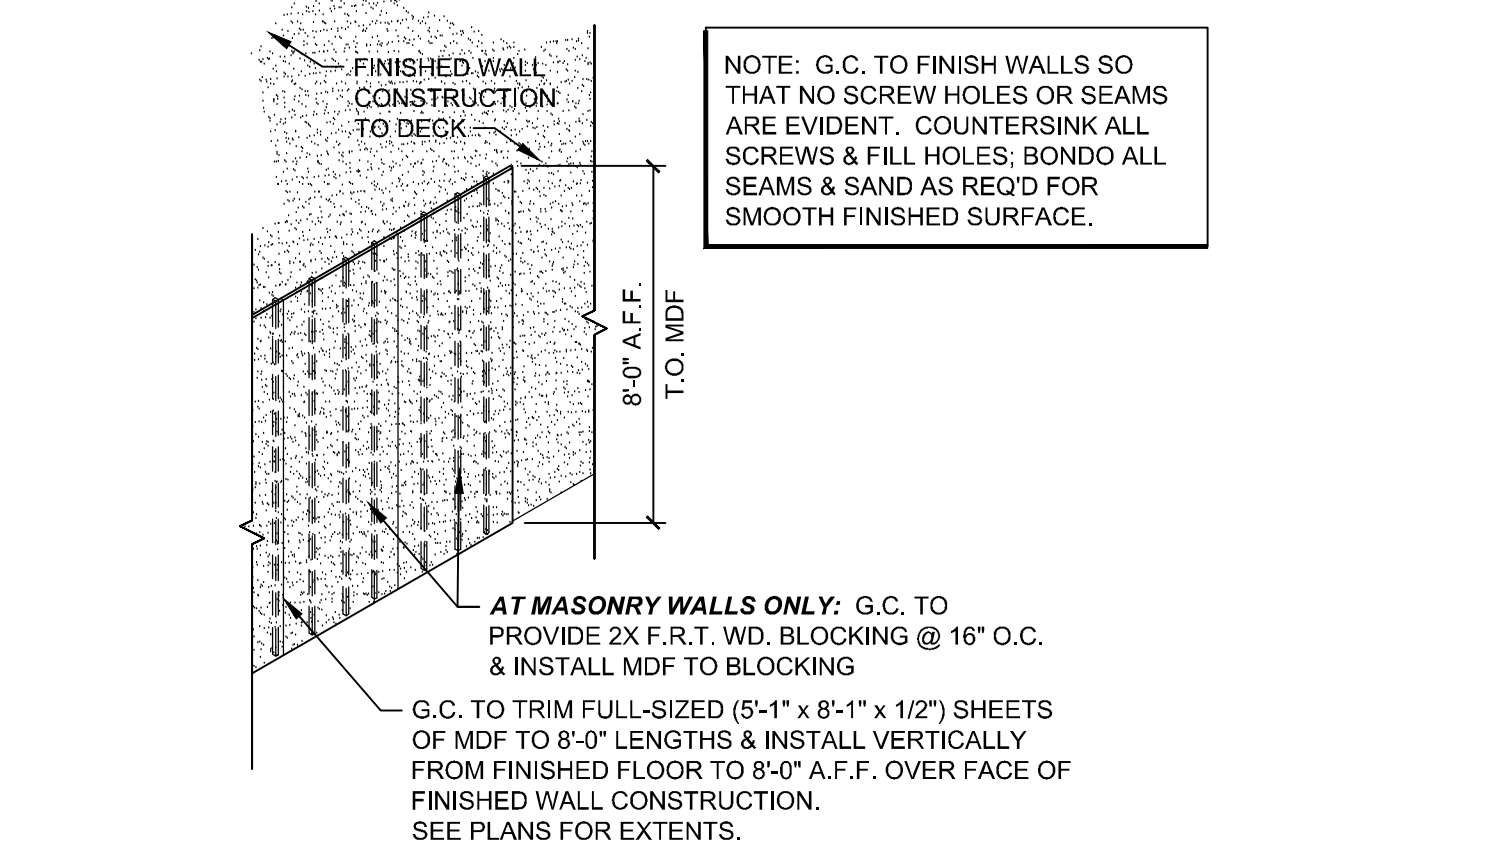 FINISHED WALL
CONSTRUCTION
TO DECK
NOTE: G.C. TO FINISH WALLS SO
THAT NO SCREW HOLES OR SEAMS
ARE EVIDENT. COUNTERSINK ALL
SCREWS & FILL HOLES; BONDO ALL
SEAMS & SAND AS REQ'D FOR
SMOOTH FINISHED SURFACE.
8'-0" A.F.F.
T.O. MDF
AT MASONRY WALLS ONLY: G.C. TO
PROVIDE 2X F.R.T. WD. BLOCKING @ 16" O.C.
& INSTALL MDF TO BLOCKING
G.C. TO TRIM FULL-SIZED (5'-1" x 8'-1" x 1/2") SHEETS
OF MDF TO 8'-0" LENGTHS & INSTALL VERTICALLY
FROM FINISHED FLOOR TO 8'-0" A.F.F. OVER FACE OF
FINISHED WALL CONSTRUCTION.
SEE PLANS FOR EXTENTS.